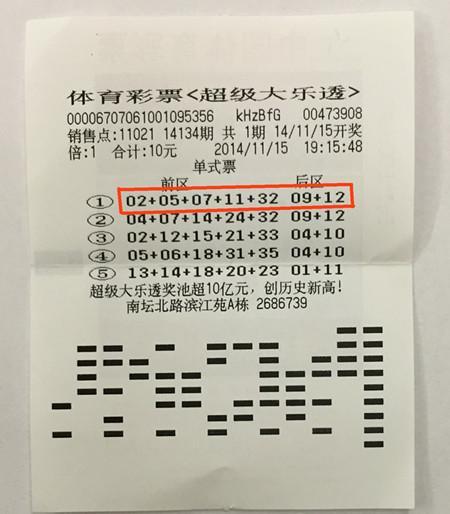 体育彩票<超级大乐透>
00006707061001095356 kHzBfG 00473908
销售点:11021 14134期 共 1期 14/11/15开奖
倍:1 合计:10元 2014/11/15 19:15:48
单式票
前区 后区
① 02+05+07+11+32 09+12
② 04+07+14+24+32 09+12
③ 02+12+15+21+33 04+10
④ 05+06+18+31+35 04+10
⑤ 13+14+18+20+23 01+11
超级大乐透奖池超10亿元，创历史新高!
南坛北路滨江苑A栋 2686739